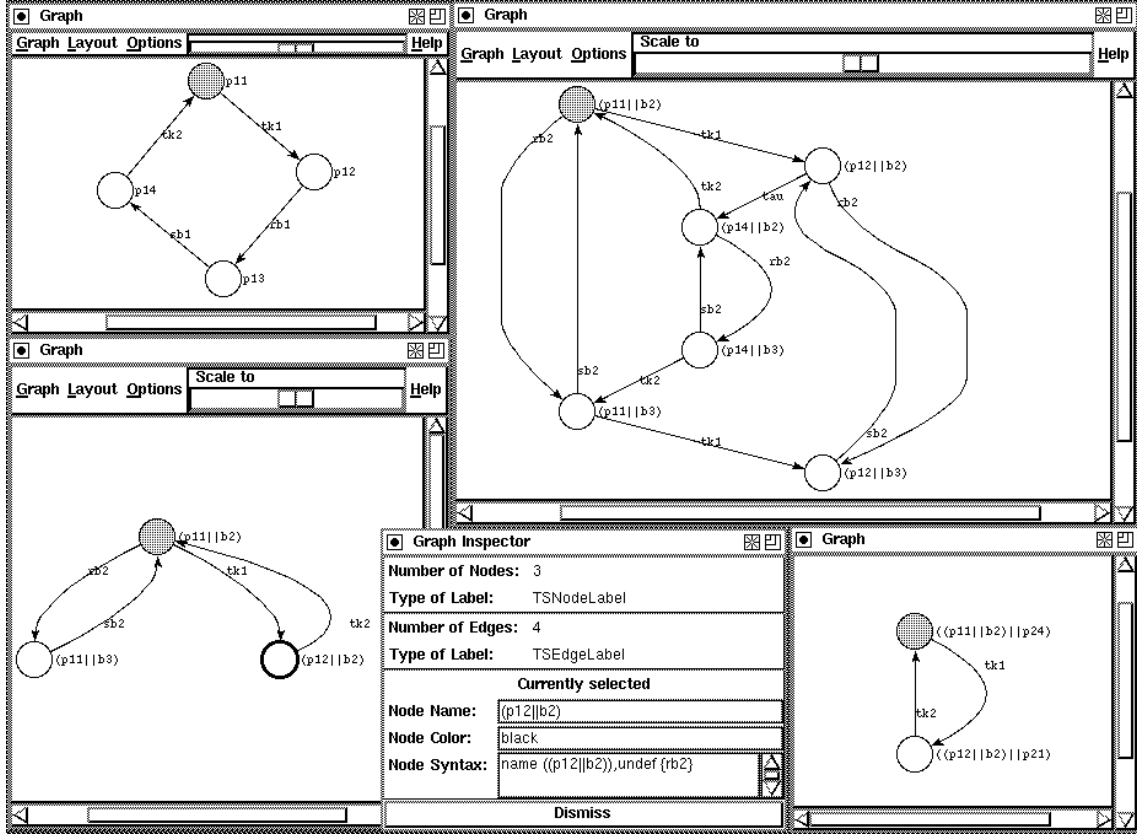 Graph
Graph Layout Options Help
p11
tk2
tk1
p14
p12
sb1
rb1
p13
Graph
Graph Layout Options Scale to Help
(p11||b2)
rb2
tk1
(p12||b2)
tk2
tau
rb2
(p14||b2)
rb2
sb2
(p14||b3)
sb2
tk2
(p11||b3)
tk1
sb2
(p12||b3)
Graph
Graph Layout Options Scale to Help
(p11||b2)
rb2
tk1
sb2
tk2
(p11||b3)
(p12||b2)
Graph Inspector
Number of Nodes: 3
Type of Label: TSNodeLabel
Number of Edges: 4
Type of Label: TSEdgeLabel
Currently selected
Node Name: (p12||b2)
Node Color: black
Node Syntax: name ((p12||b2)),undef {rb2}
Dismiss
Graph
((p11||b2)||p24)
tk1
tk2
((p12||b2)||p21)